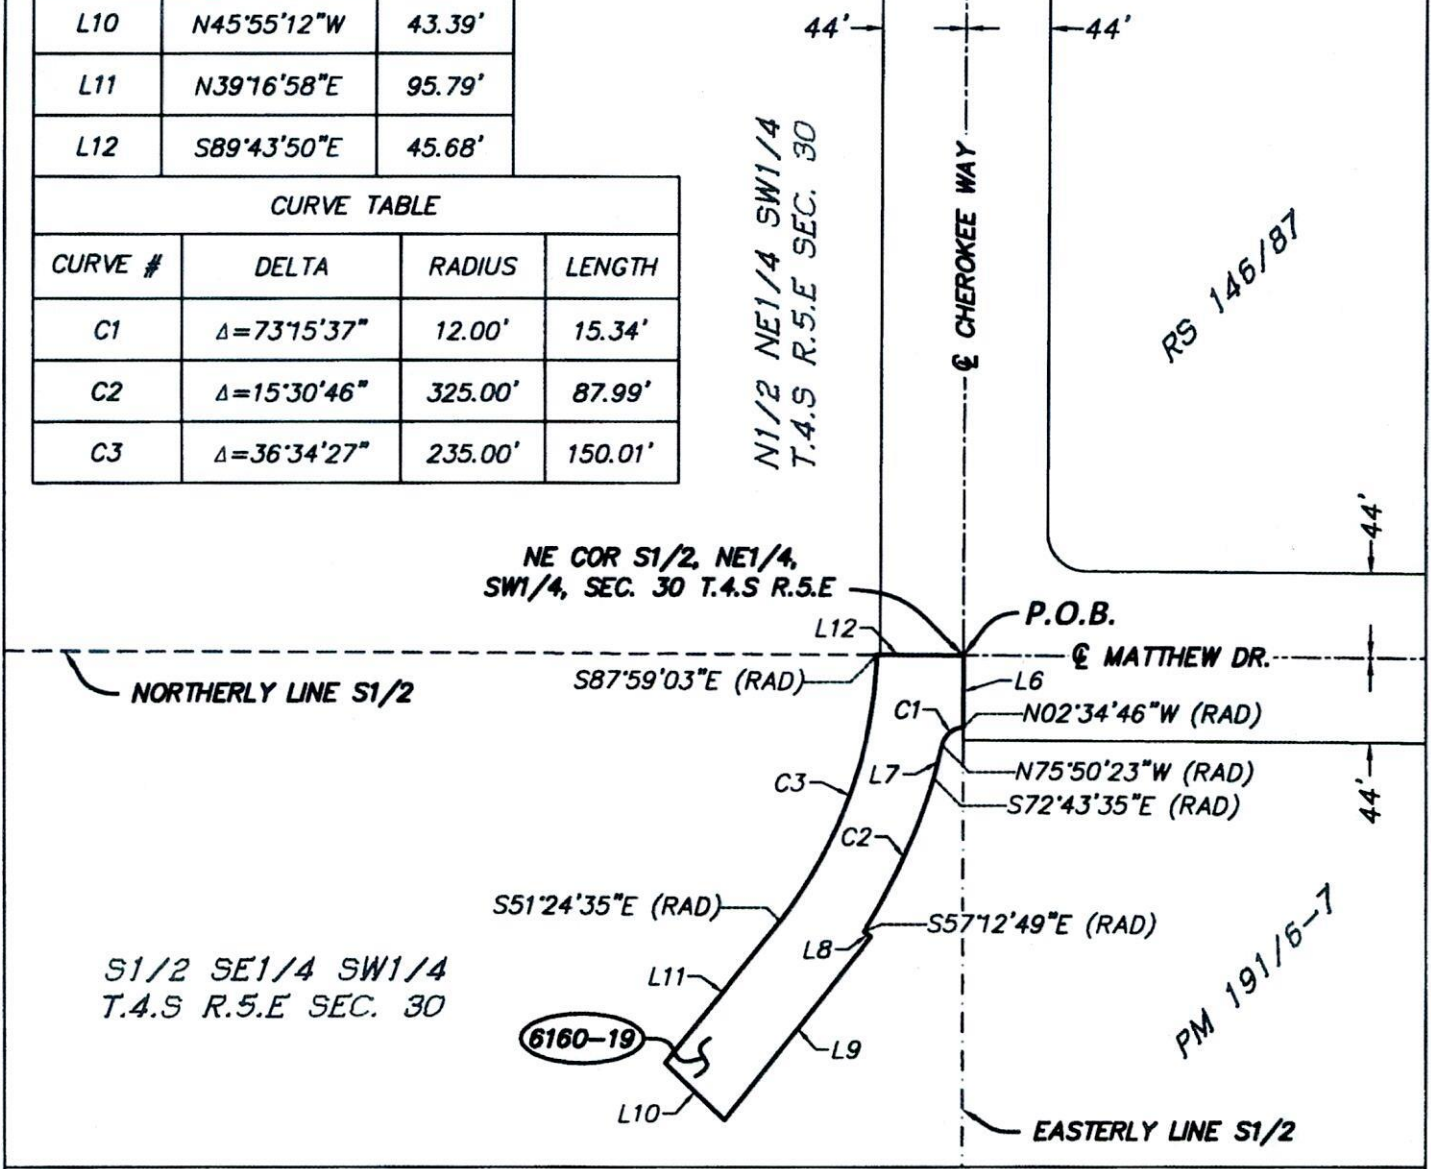 L10 N45°55'12"W 43.39'
L11 N39°16'58"E 95.79'
L12 S89°43'50"E 45.68'
CURVE TABLE
CURVE # DELTA RADIUS LENGTH
C1 Δ=73°15'37" 12.00' 15.34'
C2 Δ=15°30'46" 325.00' 87.99'
C3 Δ=36°34'27" 235.00' 150.01'
44' 44'
N1/2 NE1/4 SW1/4
T.4.S R.5.E SEC. 30
℄ CHEROKEE WAY
RS 146/87
44'
NE COR S1/2, NE1/4,
SW1/4, SEC. 30 T.4.S R.5.E
P.O.B.
L12
℄ MATTHEW DR.
S87°59'03"E (RAD)
L6
NORTHERLY LINE S1/2
C1
N02°34'46"W (RAD)
L7
N75°50'23"W (RAD)
C3
S72°43'35"E (RAD)
44'
C2
S51°24'35"E (RAD)
S57°12'49"E (RAD)
L8
S1/2 SE1/4 SW1/4
T.4.S R.5.E SEC. 30
L11
PM 191/6-7
6160-19
L9
L10
EASTERLY LINE S1/2